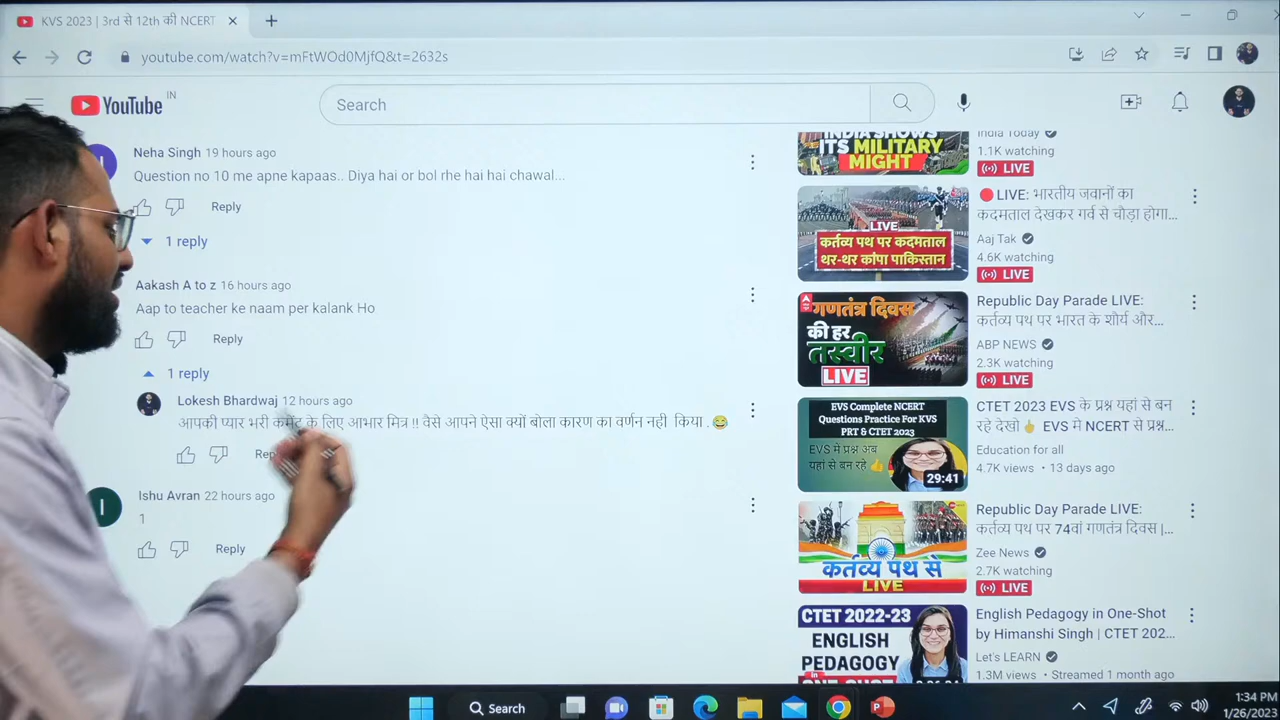 KVS 2023 | 3rd से 12th की NCERT
youtube.com/watch?v=mFtWOd0MjfQ&t=2632s
YouTube IN
Search
Neha Singh 19 hours ago
Question no 10 me apne kapas.. Diya hai or bol rhe hai hai chawal...
Reply
1 reply
Aakash A to z 16 hours ago
Aap to teacher ke naam per kalank Ho
Reply
1 reply
Lokesh Bhardwaj 12 hours ago
आपका प्यार भरी कमेंट के लिए आभार मित्र !! वैसे आपने ऐसा क्यों बोला कारण का वर्णन नही किया . 😂
I
Ishu Avran 22 hours ago
1
Reply
INDIA SHOWS
ITS MILITARY
MIGHT
India Today
1.1K watching
LIVE
LIVE
कर्तव्य पथ पर कदमताल
थर-थर कांपा पाकिस्तान
🔴LIVE: भारतीय जवानों का
कदमताल देखकर गर्व से चौड़ा होगा...
Aaj Tak
4.6K watching
LIVE
गणतंत्र दिवस
की हर
तस्वीर
LIVE
Republic Day Parade LIVE:
कर्तव्य पथ पर भारत के शौर्य और...
ABP NEWS
2.3K watching
LIVE
EVS Complete NCERT
Questions Practice For KVS
PRT & CTET 2023
EVS में प्रश्न अब
यहां से बन रहे👍
29:41
CTET 2023 EVS के प्रश्न यहां से बन
रहे देखो👍 EVS में NCERT से प्रश्न...
Education for all
4.7K views • 13 days ago
कर्तव्य पथ से
LIVE
Republic Day Parade LIVE:
कर्तव्य पथ पर 74वां गणतंत्र दिवस |...
Zee News
2.7K watching
LIVE
CTET 2022-23
ENGLISH
PEDAGOGY
English Pedagogy in One-Shot
by Himanshi Singh | CTET 202...
Let's LEARN
1.3M views • Streamed 1 month ago
Search
1:34 PM
1/26/2023